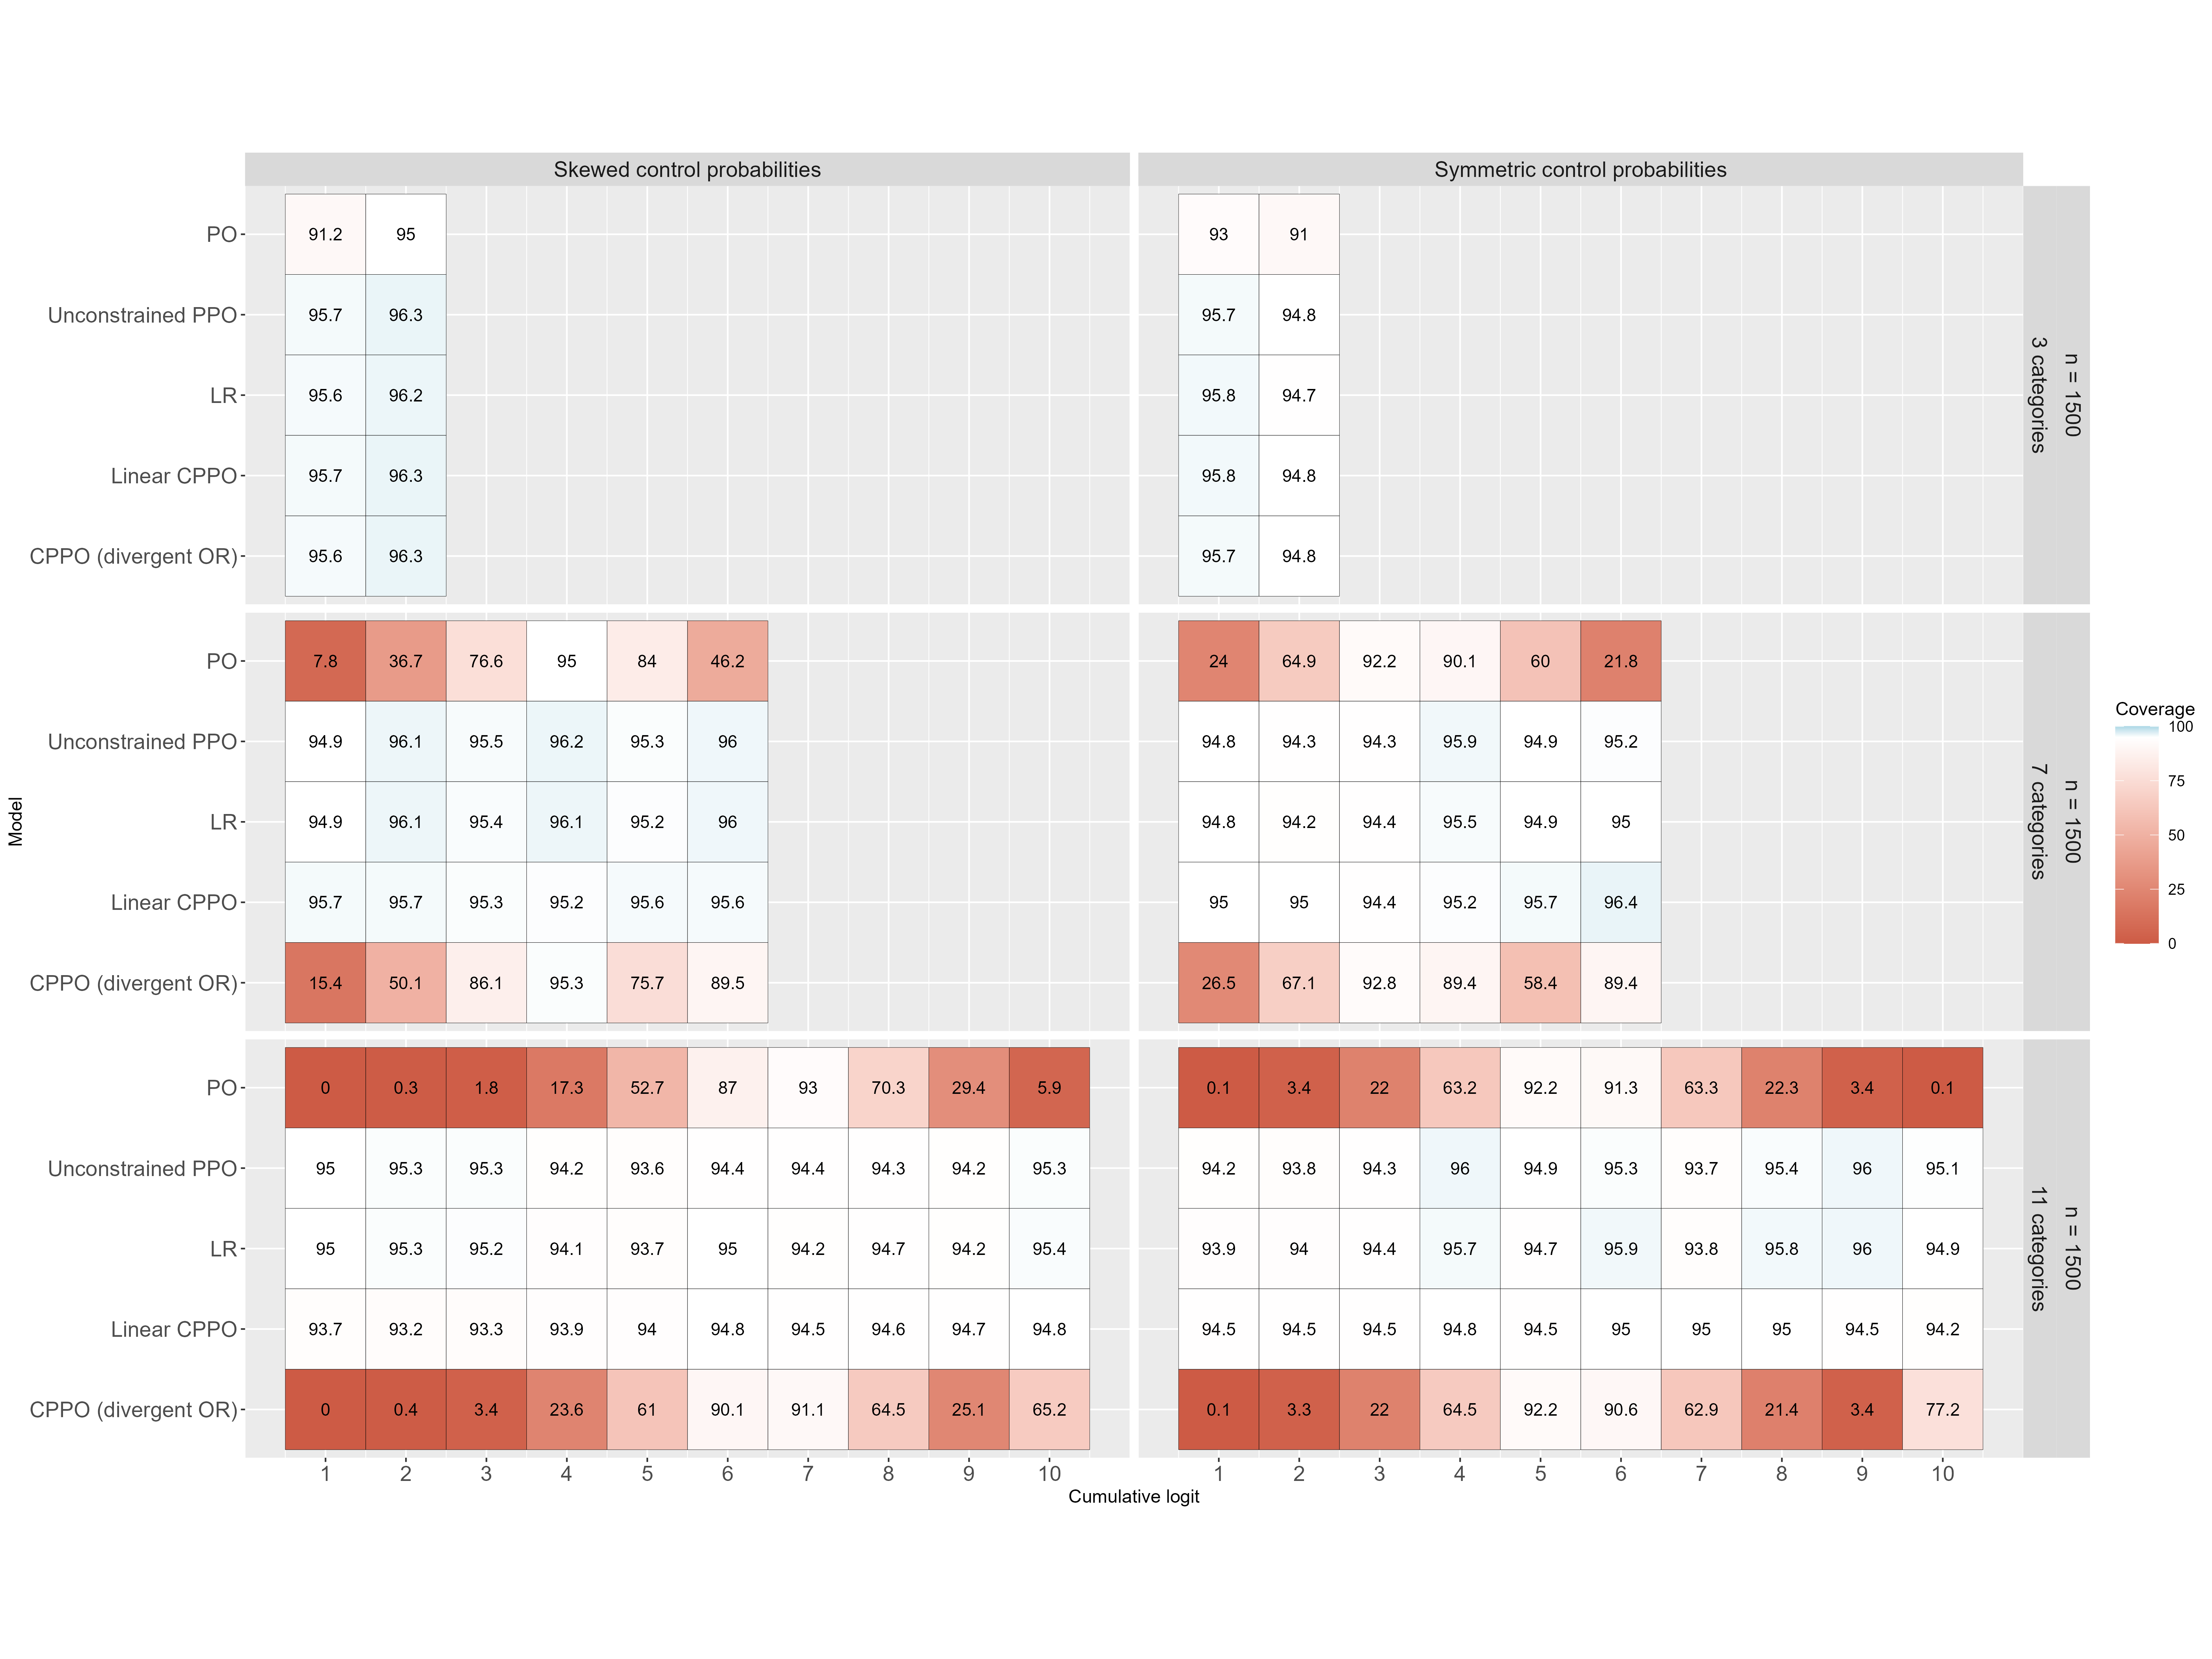 Skewed control probabilities Symmetric control probabilities
PO 91.2 95 93 91
Unconstrained PPO 95.7 96.3 95.7 94.8
LR 95.6 96.2 95.8 94.7
Linear CPPO 95.7 96.3 95.8 94.8
CPPO (divergent OR) 95.6 96.3 95.7 94.8
n = 1500
3 categories
PO 7.8 36.7 76.6 95 84 46.2 24 64.9 92.2 90.1 60 21.8
Unconstrained PPO 94.9 96.1 95.5 96.2 95.3 96 94.8 94.3 94.3 95.9 94.9 95.2
LR 94.9 96.1 95.4 96.1 95.2 96 94.8 94.2 94.4 95.5 94.9 95
Linear CPPO 95.7 95.7 95.3 95.2 95.6 95.6 95 95 94.4 95.2 95.7 96.4
CPPO (divergent OR) 15.4 50.1 86.1 95.3 75.7 89.5 26.5 67.1 92.8 89.4 58.4 89.4
n = 1500
7 categories
PO 0 0.3 1.8 17.3 52.7 87 93 70.3 29.4 5.9 0.1 3.4 22 63.2 92.2 91.3 63.3 22.3 3.4 0.1
Unconstrained PPO 95 95.3 95.3 94.2 93.6 94.4 94.4 94.3 94.2 95.3 94.2 93.8 94.3 96 94.9 95.3 93.7 95.4 96 95.1
LR 95 95.3 95.2 94.1 93.7 95 94.2 94.7 94.2 95.4 93.9 94 94.4 95.7 94.7 95.9 93.8 95.8 96 94.9
Linear CPPO 93.7 93.2 93.3 93.9 94 94.8 94.5 94.6 94.7 94.8 94.5 94.5 94.5 94.8 94.5 95 95 95 94.5 94.2
CPPO (divergent OR) 0 0.4 3.4 23.6 61 90.1 91.1 64.5 25.1 65.2 0.1 3.3 22 64.5 92.2 90.6 62.9 21.4 3.4 77.2
n = 1500
11 categories
1 2 3 4 5 6 7 8 9 10 1 2 3 4 5 6 7 8 9 10
Cumulative logit
Model
Coverage
100
75
50
25
0